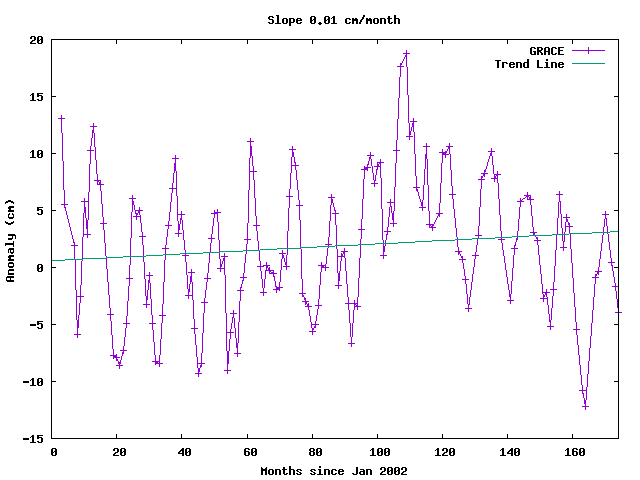 Slope 0.01 cm/month
GRACE
Trend Line
Anomaly (cm)
20
15
10
5
0
-5
-10
-15
0 20 40 60 80 100 120 140 160
Months since Jan 2002